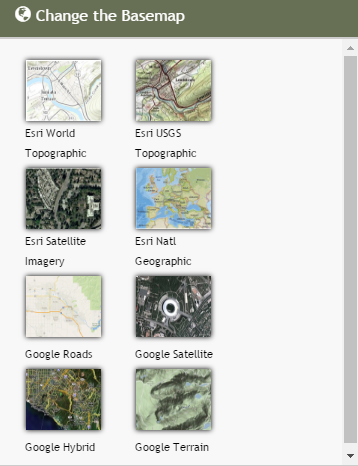 Change the Basemap
Esri World
Topographic
Esri USGS
Topographic
Esri Satellite
Imagery
Esri Natl
Geographic
Google Roads
Google Satellite
Google Hybrid
Google Terrain